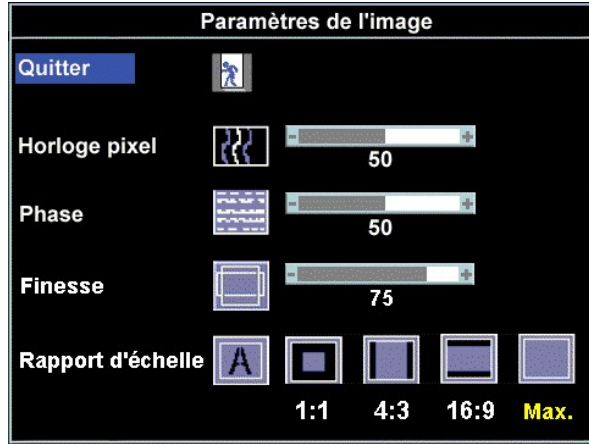 Paramètres de l'image
Quitter
Horloge pixel
- +
50
Phase
- +
50
Finesse
- +
75
Rapport d'échelle A
1:1 4:3 16:9 Max.